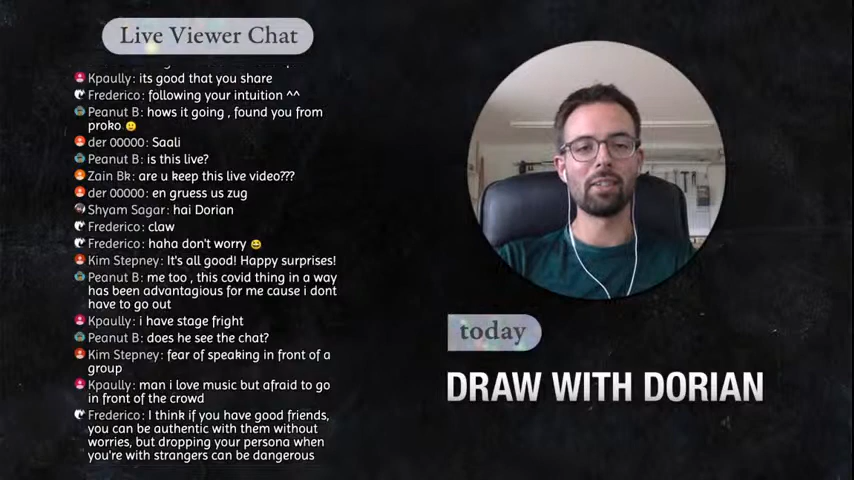 Live Viewer Chat
Kpaully: its good that you share
Frederico: following your intuition ^^
Peanut B: hows it going , found you from
proko 🙂
der 00000: Saali
Peanut B: is this live?
Zain Bk: are u keep this live video???
der 00000: en gruess us zug
Shyam Sagar: hai Dorian
Frederico: claw
Frederico: haha don't worry 😄
Kim Stepney: It's all good! Happy surprises!
Peanut B: me too , this covid thing in a way
has been advantagious for me cause i dont
have to go out
Kpaully: i have stage fright
Peanut B: does he see the chat?
Kim Stepney: fear of speaking in front of a
group
Kpaully: man i love music but afraid to go
in front of the crowd
Frederico: I think if you have good friends,
you can be authentic with them without
worries, but dropping your persona when
you're with strangers can be dangerous
today
DRAW WITH DORIAN